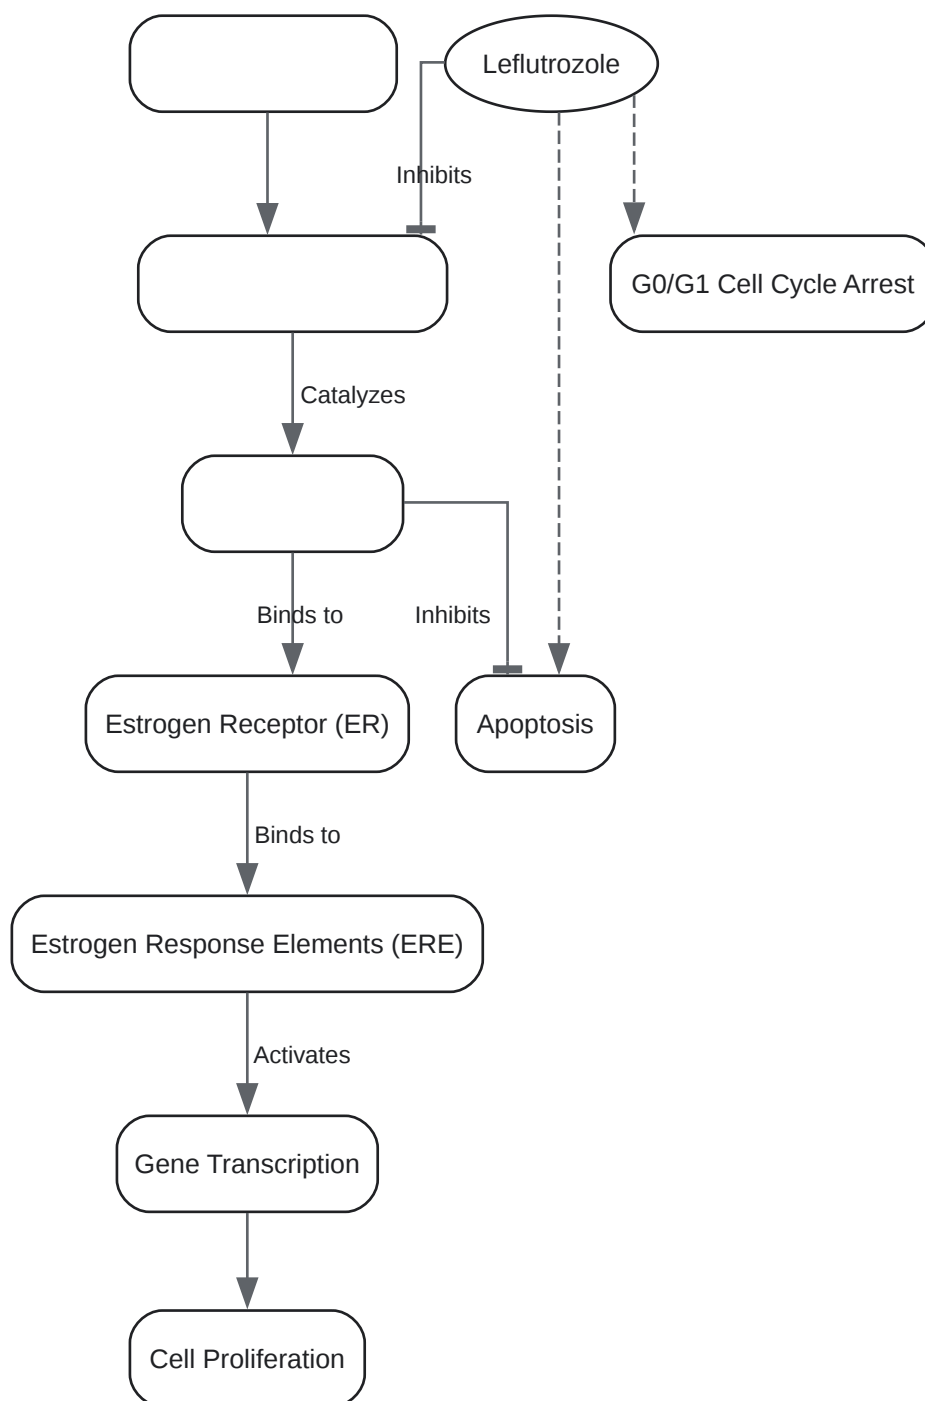 Leflutrozole
Inhibits
G0/G1 Cell Cycle Arrest
Catalyzes
Binds to
Inhibits
Estrogen Receptor (ER)
Apoptosis
Binds to
Estrogen Response Elements (ERE)
Activates
Gene Transcription
Cell Proliferation